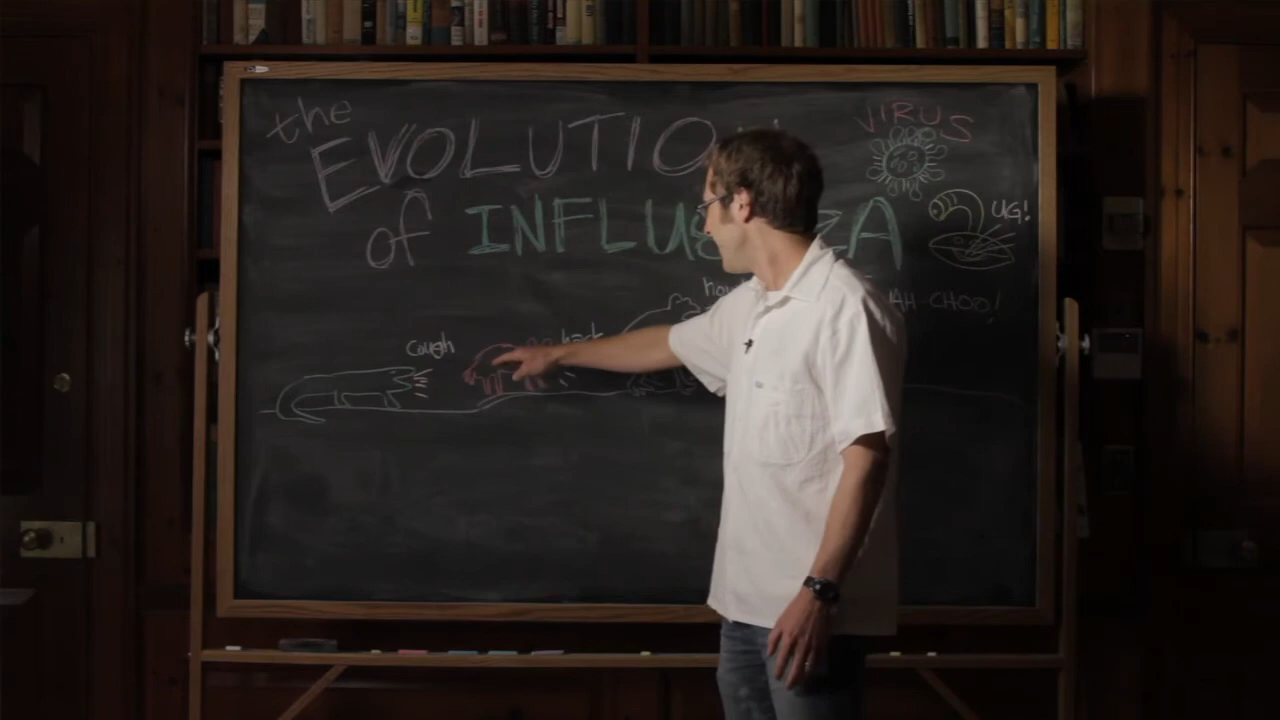 the
EVOLUTIO
VIRUS
of INFLU ZA
UG!
AH-CHOO!
cough
hack